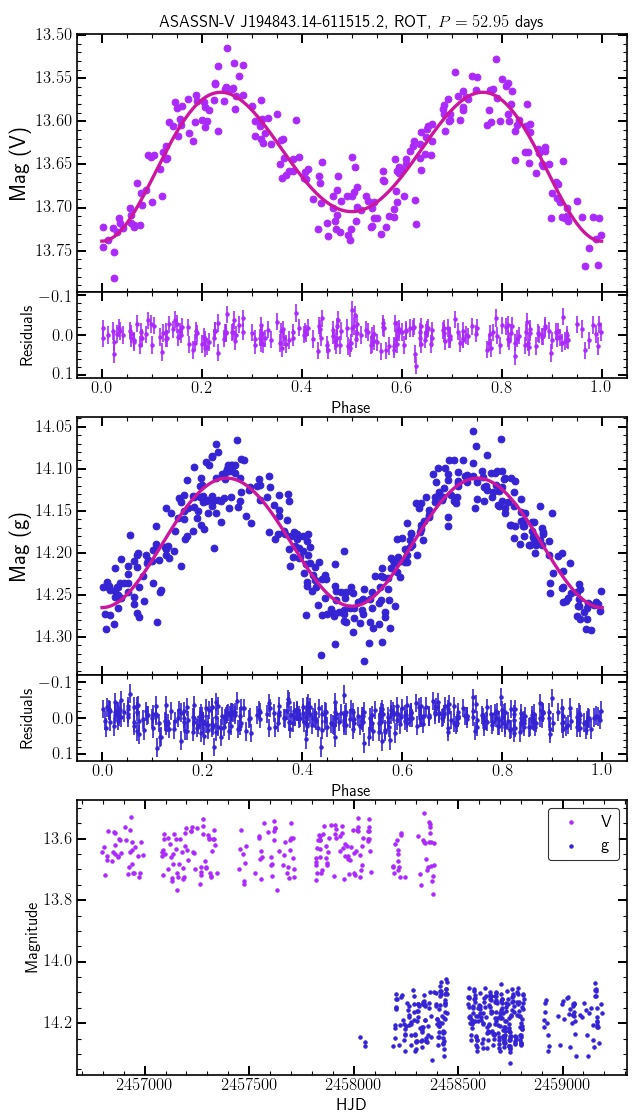 ASASSN-V J194843.14-611515.2, ROT, P = 52.95 days
13.50
13.55
13.60
13.65
13.70
13.75
Mag (V)
−0.1
0.0
0.1
Residuals
0.0 0.2 0.4 0.6 0.8 1.0
Phase
14.05
14.10
14.15
14.20
14.25
14.30
Mag (g)
−0.1
0.0
0.1
Residuals
0.0 0.2 0.4 0.6 0.8 1.0
Phase
V
g
13.6
13.8
14.0
14.2
Magnitude
2457000 2457500 2458000 2458500 2459000
HJD